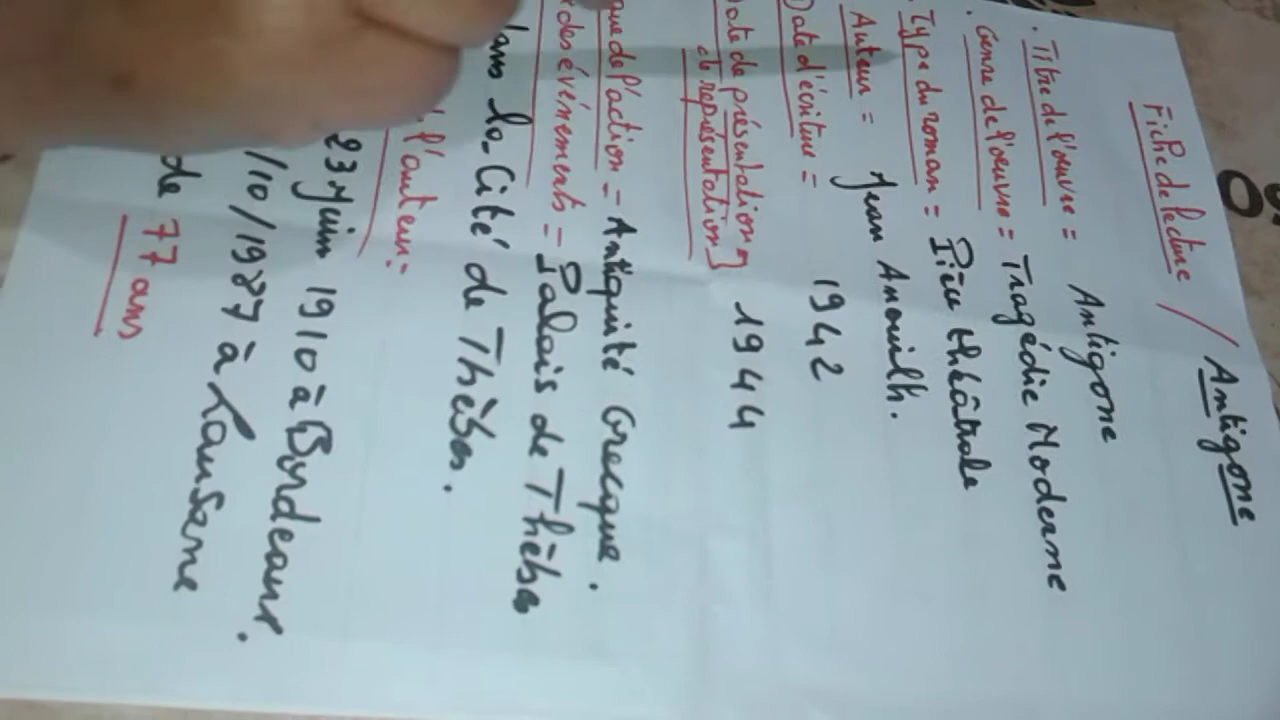 Fiche de lecture / Antigone
. Titre de l'œuvre = Antigone
. Genre de l'œuvre = Tragédie Moderne
. Type du roman = Pièce théâtrale
Auteur = Jean Anouilh.
Date d'écriture = 1942
Date de présentation
et représentation] 1944
de l'action = Antiquité Grecque.
des événements = Palais de Thèbes
dans la Cité de Thèbes.
l'auteur :
23 Juin 1910 à Bordeaux.
/10/1987 à Lausanne
de 77 ans